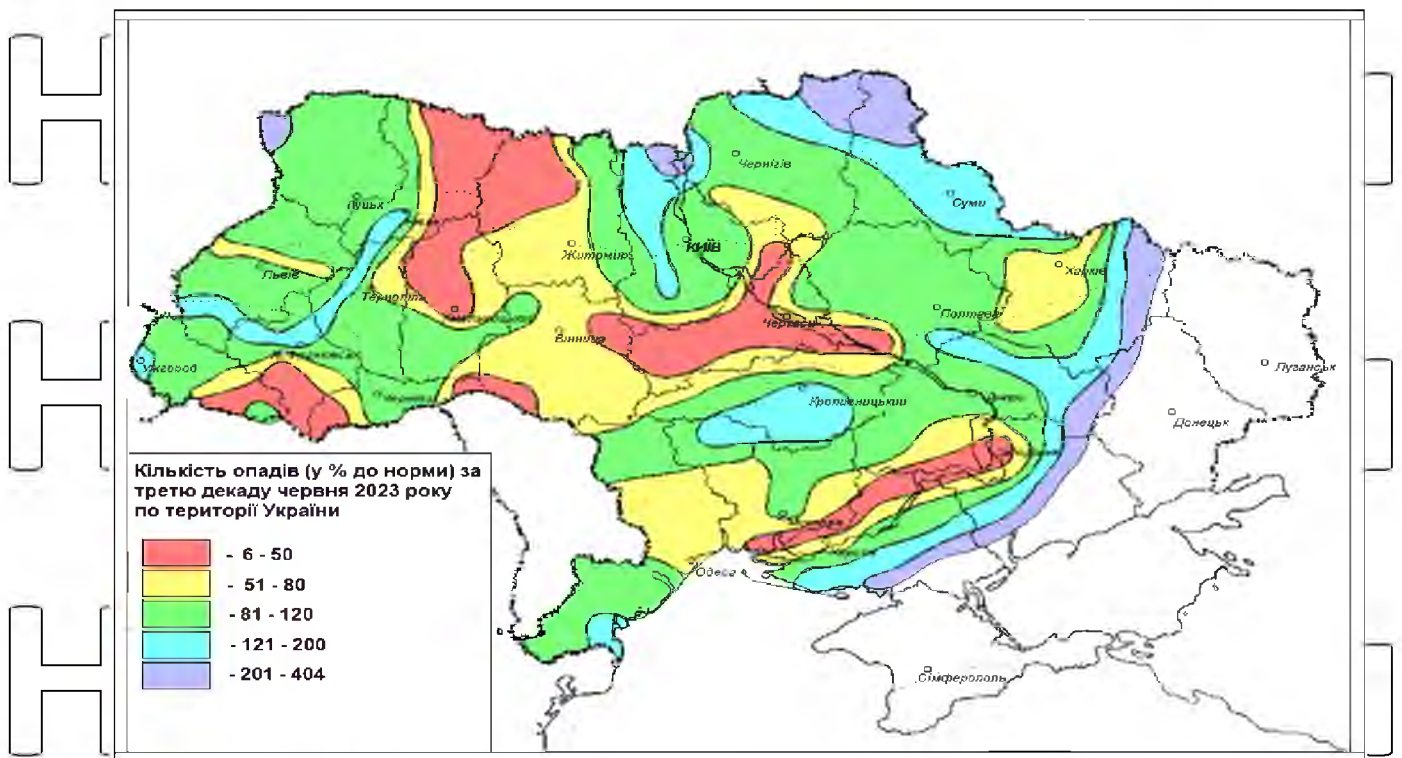 Чернігів
Суми
Луцьк
КИЇВ
Житомир
Харків
Львів
Тернопіль
Полтава
Черкаси
Вінниця
Ужгород
Луганськ
Кропивницький
Донецьк
Одеса
Сімферополь
Кількість опадів (у % до норми) за
третю декаду червня 2023 року
по території України
- 6 - 50
- 51 - 80
- 81 - 120
- 121 - 200
- 201 - 404